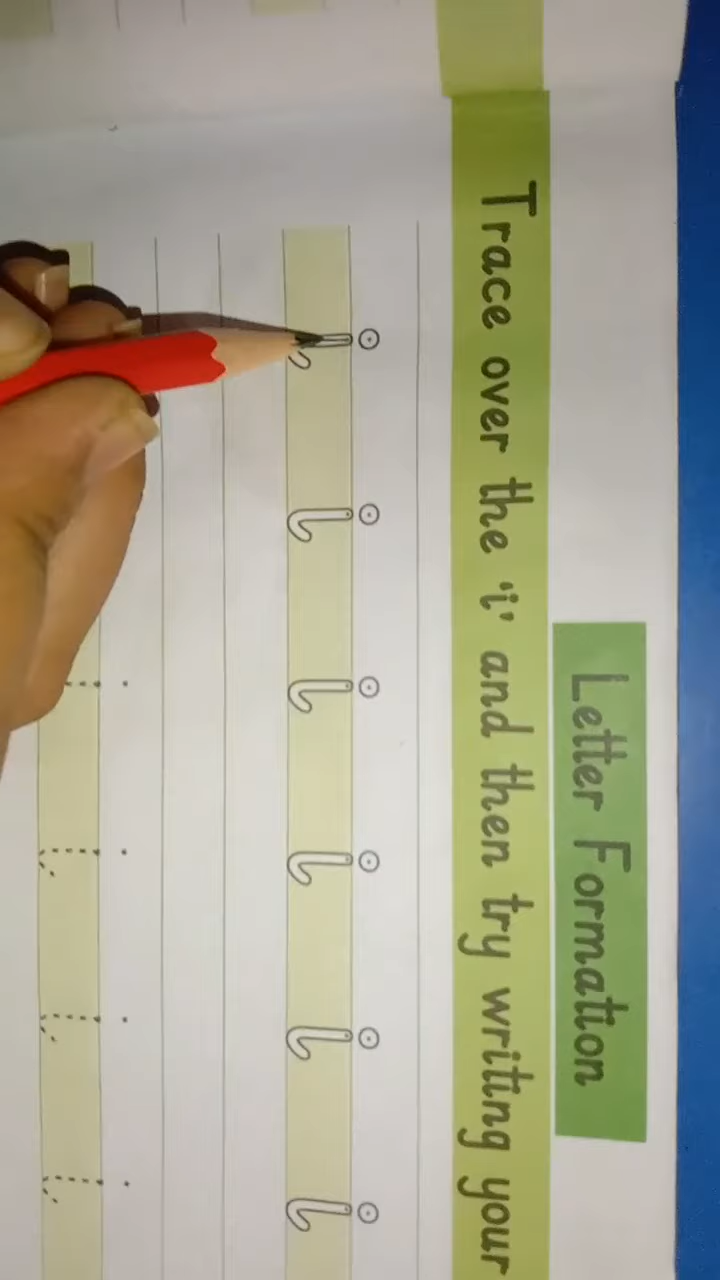 Letter Formation
Trace over the 'i' and then try writing your
i i i i i i
i i i i